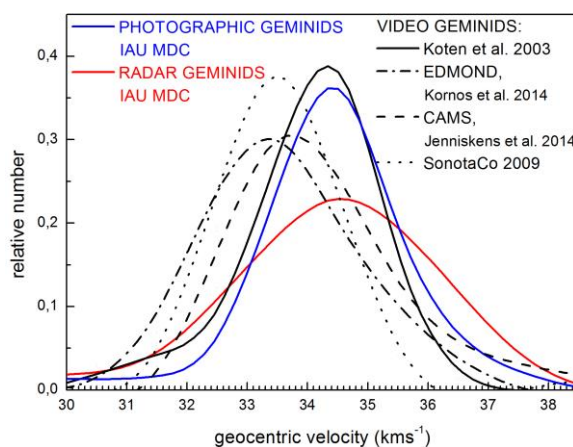 PHOTOGRAPHIC GEMINIDS
IAU MDC
RADAR GEMINIDS
IAU MDC
VIDEO GEMINIDS:
Koten et al. 2003
EDMOND,
Kornos et al. 2014
CAMS,
Jenniskens et al. 2014
SonotaCo 2009
relative number
0,4
0,3
0,2
0,1
0,0
30 31 32 33 34 35 36 37 38
geocentric velocity (kms⁻¹)